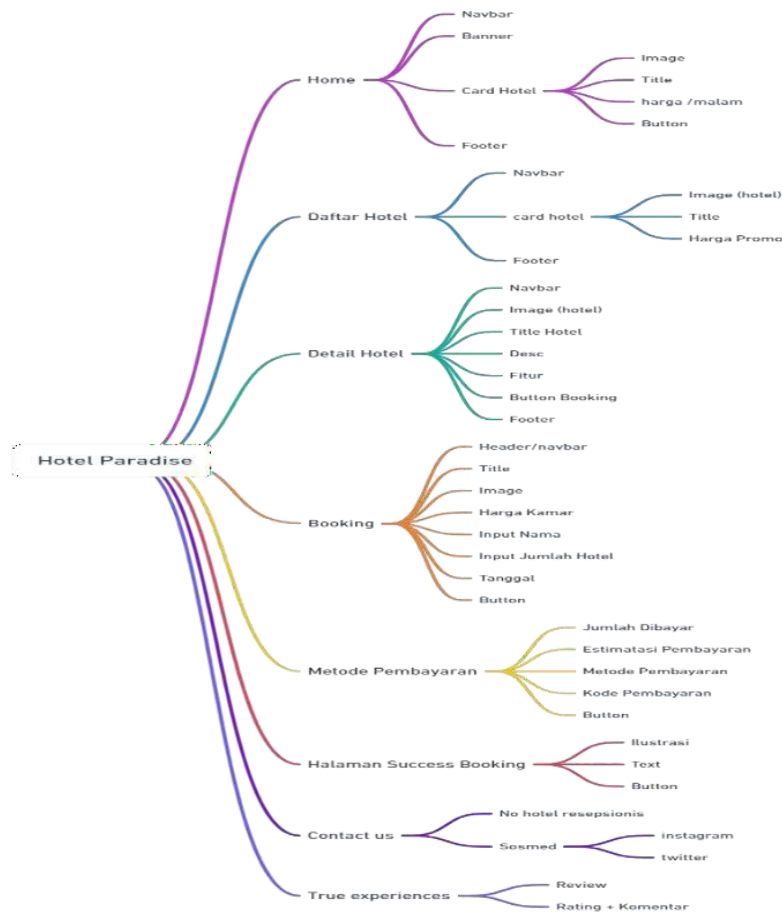 Hotel Paradise
Home
Navbar
Banner
Card Hotel
Image
Title
harga /malam
Button
Footer
Daftar Hotel
Navbar
card hotel
Image (hotel)
Title
Harga Promo
Footer
Detail Hotel
Navbar
Image (hotel)
Title Hotel
Desc
Fitur
Button Booking
Footer
Booking
Header/navbar
Title
Image
Harga Kamar
Input Nama
Input Jumlah Hotel
Tanggal
Button
Metode Pembayaran
Jumlah Dibayar
Estimatasi Pembayaran
Metode Pembayaran
Kode Pembayaran
Button
Halaman Success Booking
Ilustrasi
Text
Button
Contact us
No hotel resepsionis
Sosmed
instagram
twitter
True experiences
Review
Rating + Komentar